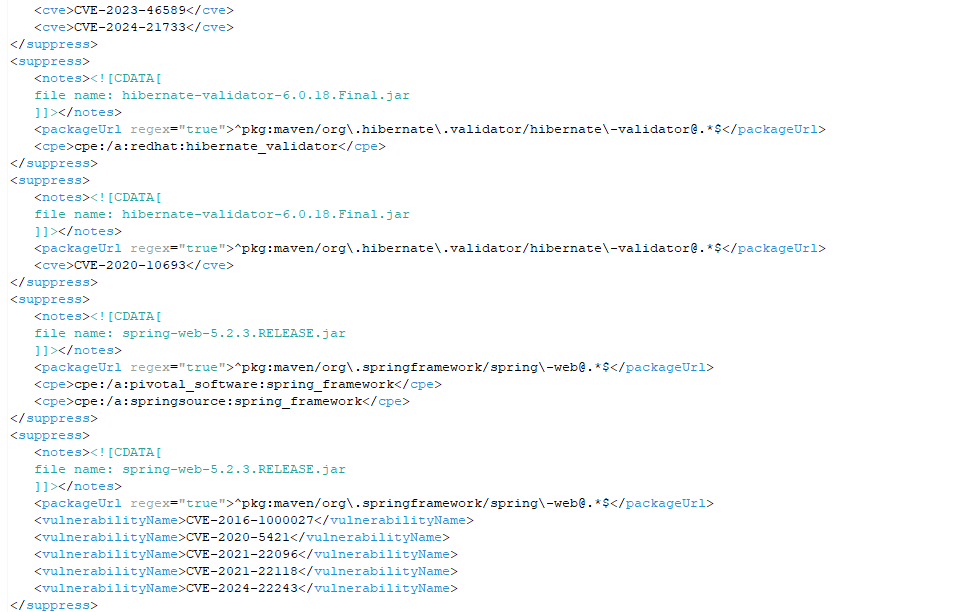 <cve>CVE-2023-46589</cve>
<cve>CVE-2024-21733</cve>
</suppress>
<suppress>
<notes><![CDATA[
file name: hibernate-validator-6.0.18.Final.jar
]]></notes>
<packageUrl regex="true">^pkg:maven/org\.hibernate\.validator/hibernate\-validator@.*$</packageUrl>
<cpe>cpe:/a:redhat:hibernate_validator</cpe>
</suppress>
<suppress>
<notes><![CDATA[
file name: hibernate-validator-6.0.18.Final.jar
]]></notes>
<packageUrl regex="true">^pkg:maven/org\.hibernate\.validator/hibernate\-validator@.*$</packageUrl>
<cve>CVE-2020-10693</cve>
</suppress>
<suppress>
<notes><![CDATA[
file name: spring-web-5.2.3.RELEASE.jar
]]></notes>
<packageUrl regex="true">^pkg:maven/org\.springframework/spring\-web@.*$</packageUrl>
<cpe>cpe:/a:pivotal_software:spring_framework</cpe>
<cpe>cpe:/a:springsource:spring_framework</cpe>
</suppress>
<suppress>
<notes><![CDATA[
file name: spring-web-5.2.3.RELEASE.jar
]]></notes>
<packageUrl regex="true">^pkg:maven/org\.springframework/spring\-web@.*$</packageUrl>
<vulnerabilityName>CVE-2016-1000027</vulnerabilityName>
<vulnerabilityName>CVE-2020-5421</vulnerabilityName>
<vulnerabilityName>CVE-2021-22096</vulnerabilityName>
<vulnerabilityName>CVE-2021-22118</vulnerabilityName>
<vulnerabilityName>CVE-2024-22243</vulnerabilityName>
</suppress>